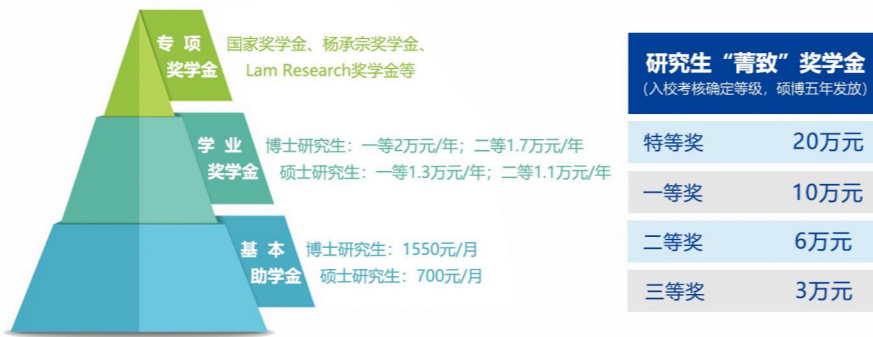 专 项
奖学金
国家奖学金、杨承宗奖学金、
Lam Research奖学金等
学 业
奖学金
博士研究生：一等2万元/年；二等1.7万元/年
硕士研究生：一等1.3万元/年；二等1.1万元/年
基 本
助学金
博士研究生：1550元/月
硕士研究生：700元/月
研究生“菁致”奖学金
(入校考核确定等级，硕博五年发放)
特等奖 20万元
一等奖 10万元
二等奖 6万元
三等奖 3万元